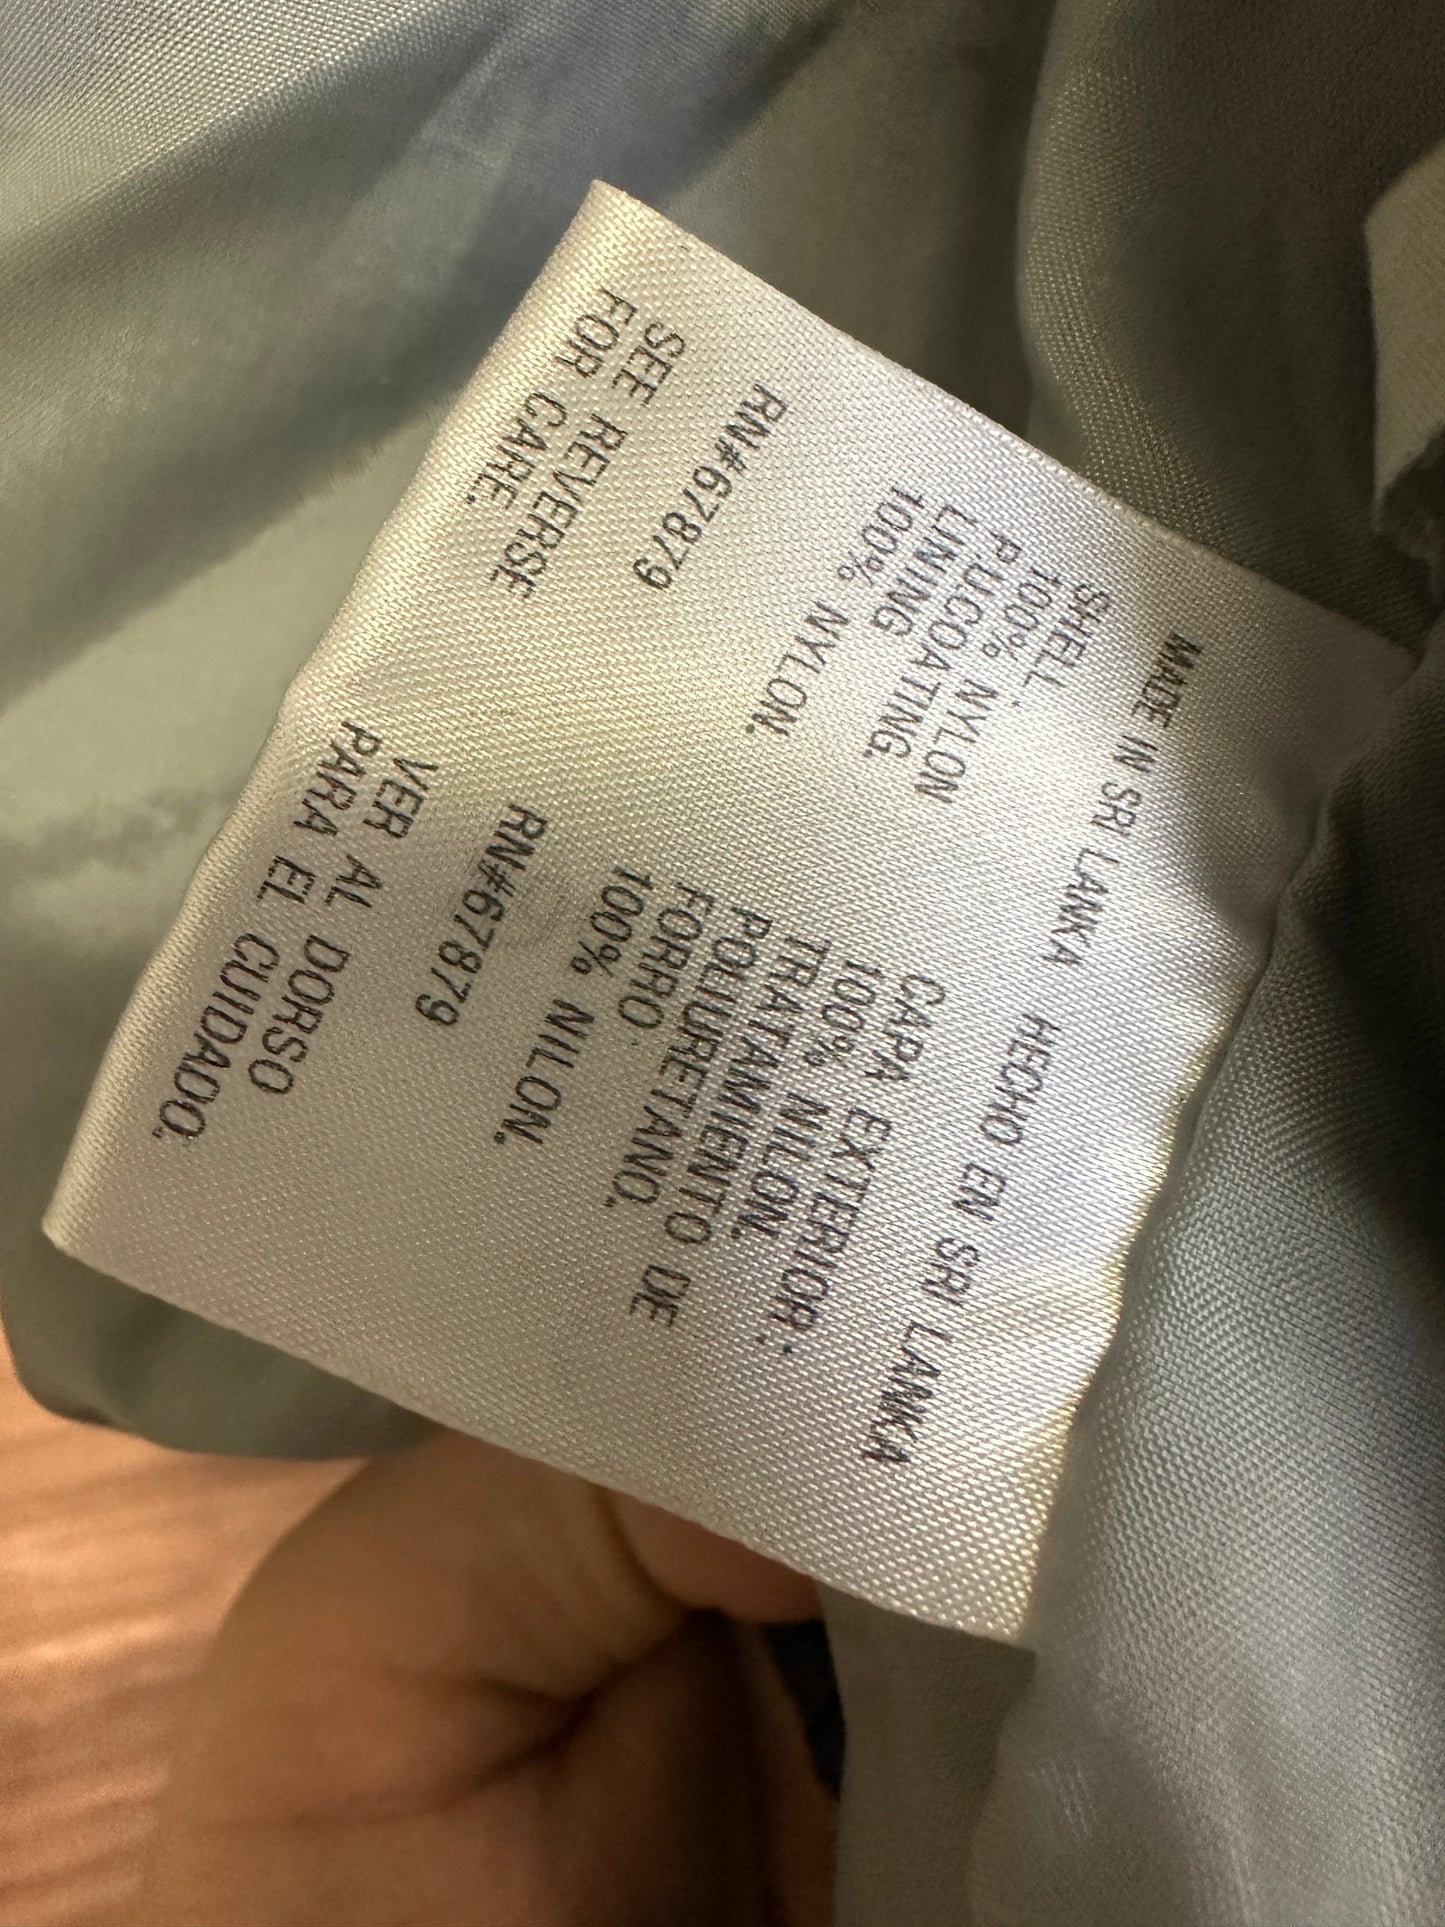 MADE IN SRI LANKA
SHELL
100% NYLON
P.U.COATING.
LINING
100% NYLON.
RN#67879
SEE REVERSE
FOR CARE.
HECHO EN SRI LANKA
CAPA EXTERIOR.
100% NILON.
TRATAMIENTO DE
POLIURETANO.
FORRO
100% NILON.
RN#67879
VER AL DORSO
PARA EL CUIDADO.